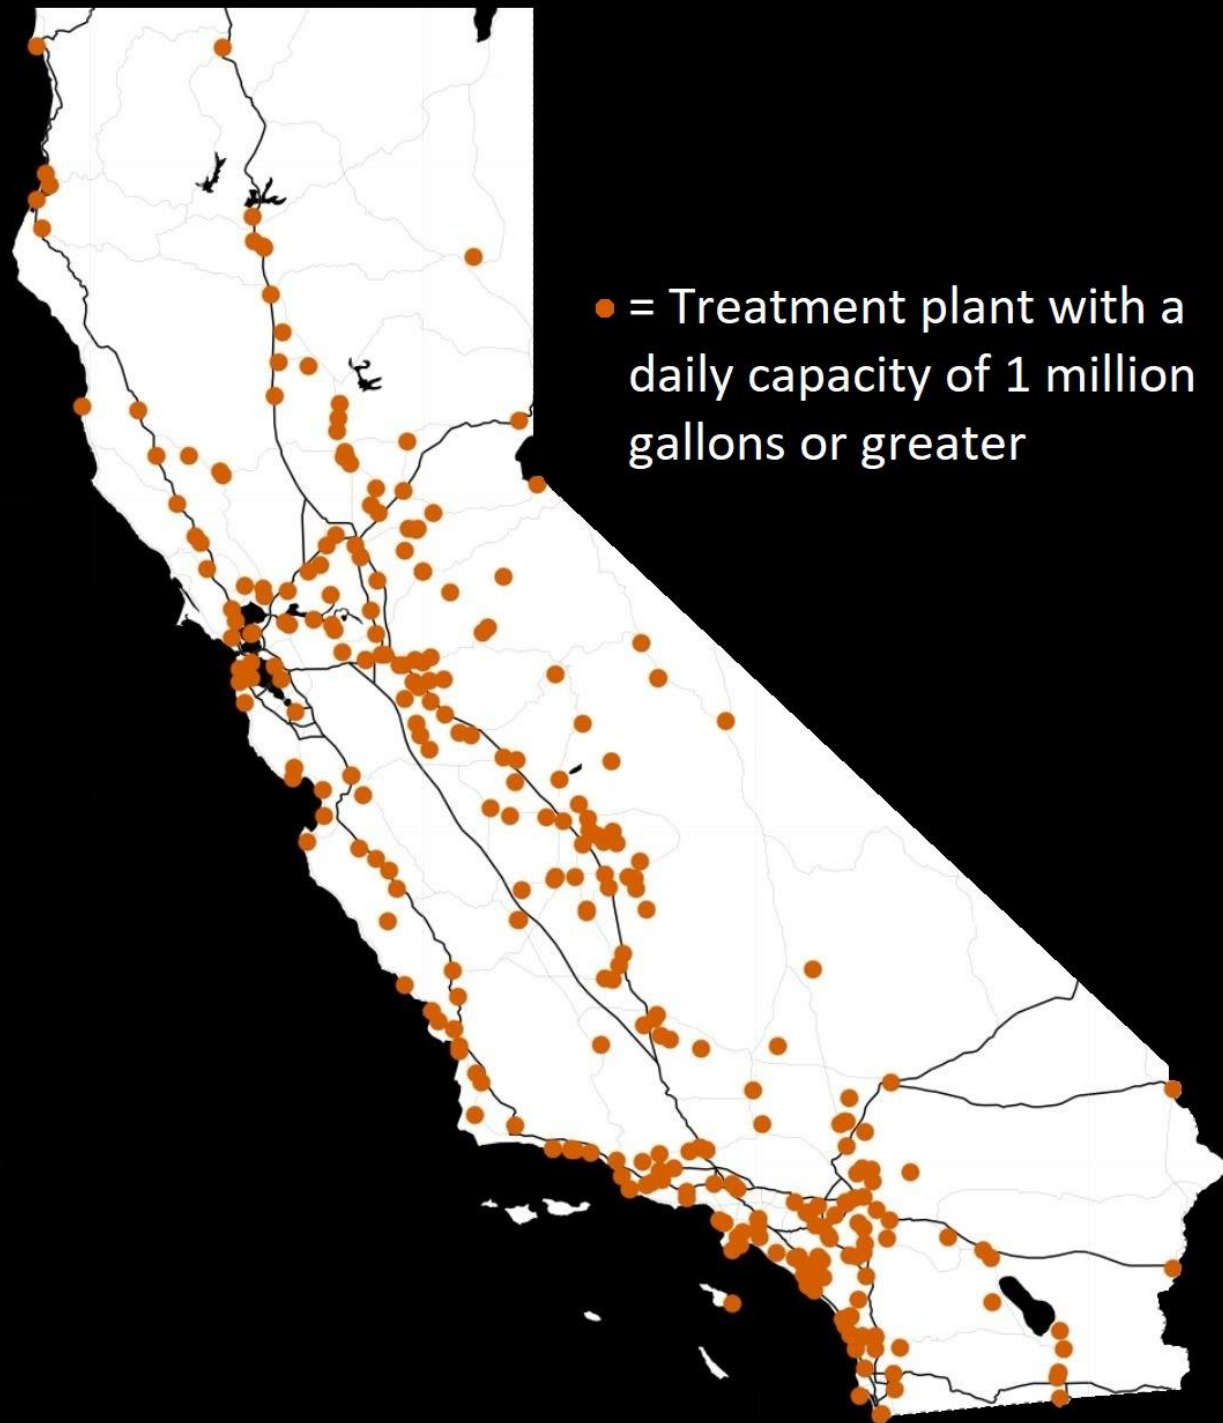 = Treatment plant with a
daily capacity of 1 million
gallons or greater